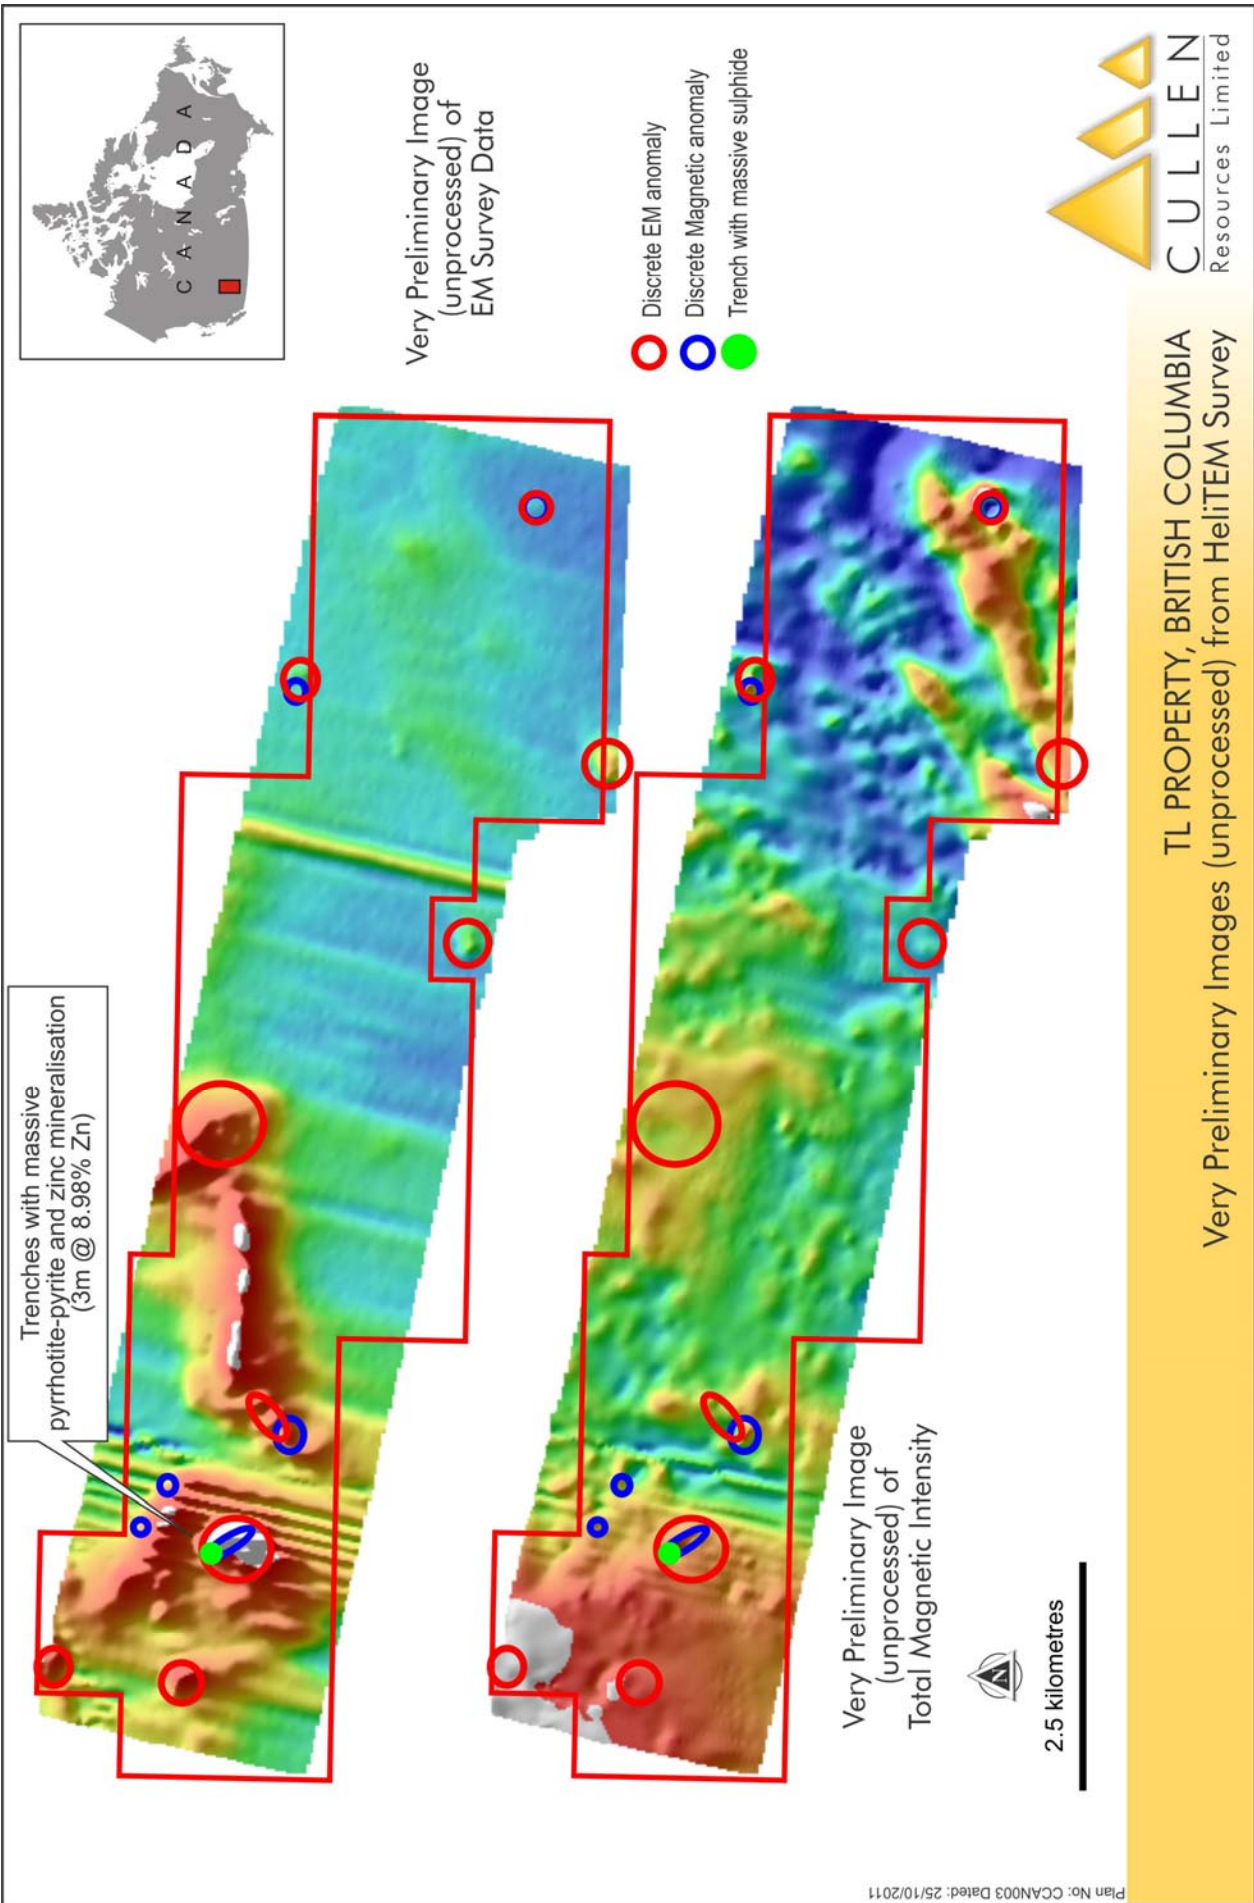 Trenches with massive
pyrrhotite-pyrite and zinc mineralisation
(3m @ 8.98% Zn)
CANADA
Very Preliminary Image
(unprocessed) of
EM Survey Data
Discrete EM anomaly
Discrete Magnetic anomaly
Trench with massive sulphide
Very Preliminary Image
(unprocessed) of
Total Magnetic Intensity
N
2.5 kilometres
TL PROPERTY, BRITISH COLUMBIA
Very Preliminary Images (unprocessed) from HeliTEM Survey
CULLEN
Resources Limited
Plan No: CCAN003 Dated: 25/10/2011